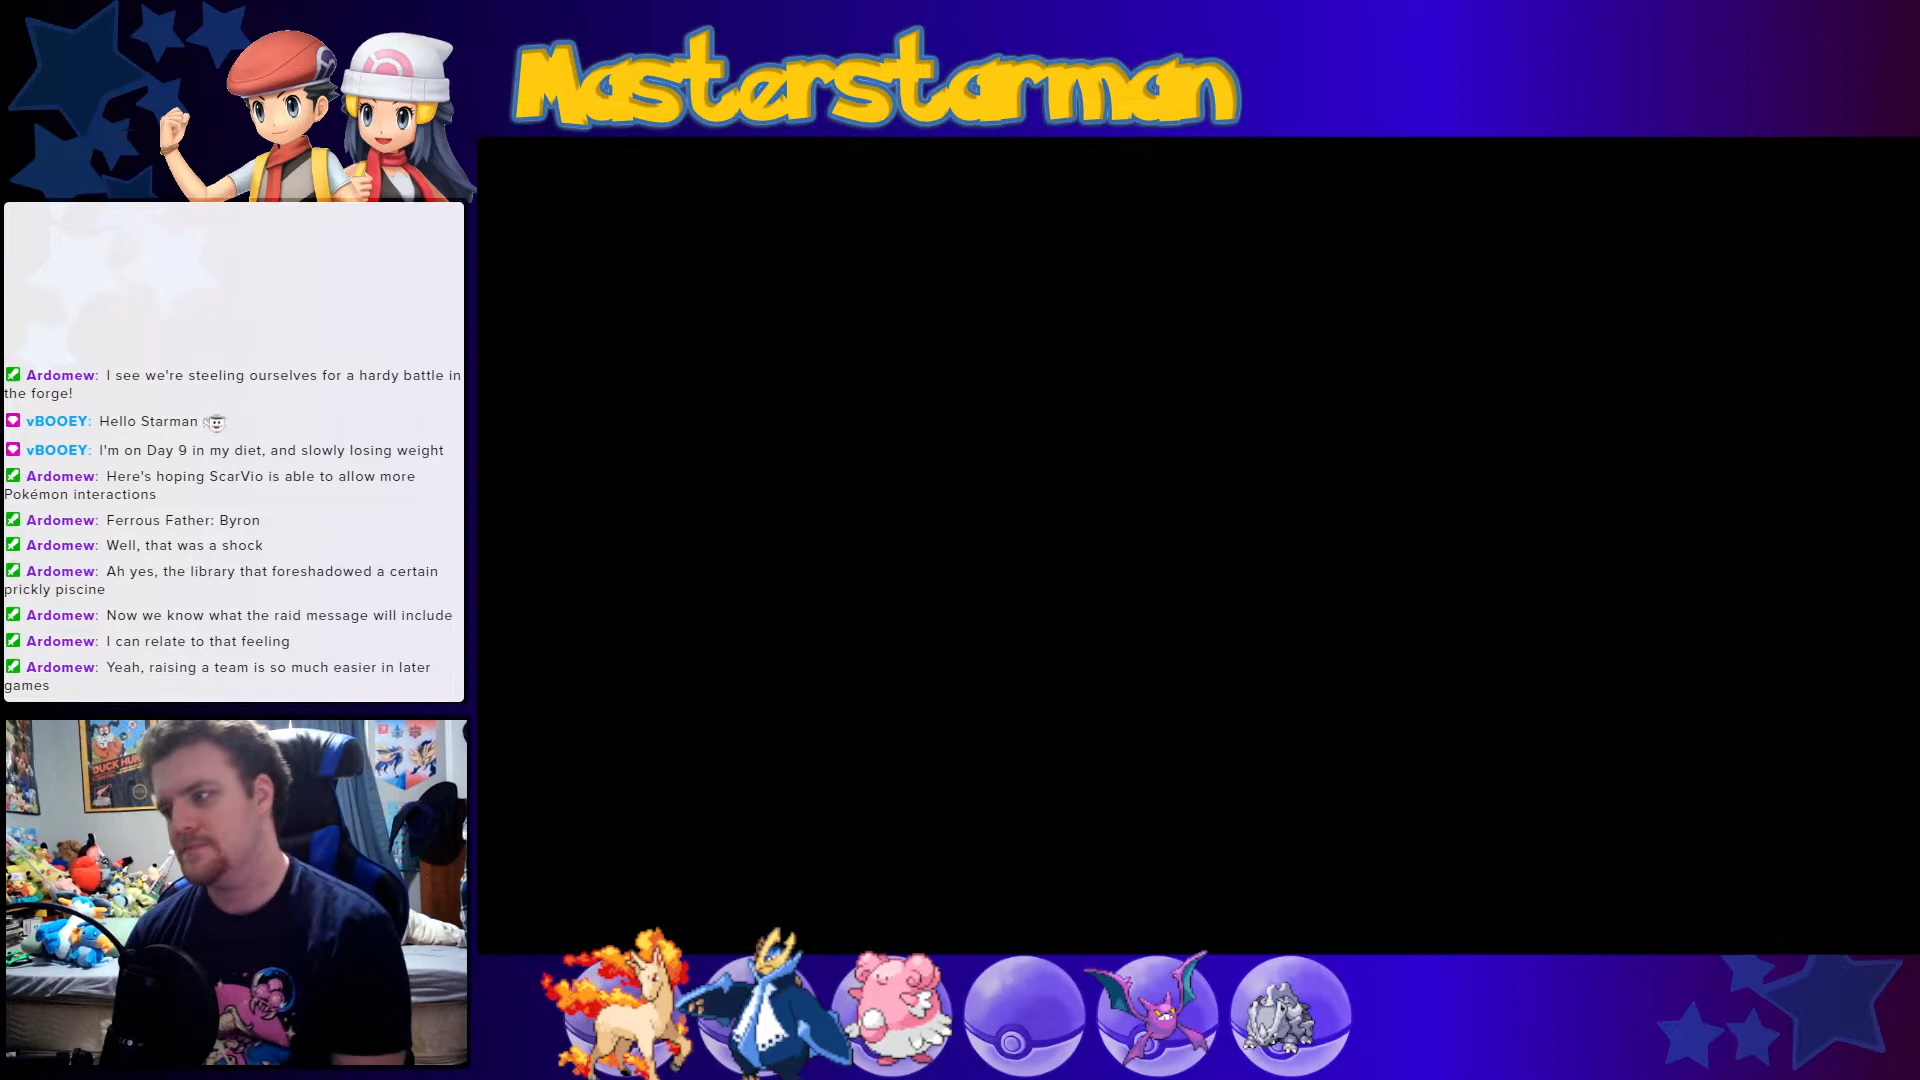 Masterstarman
Ardomew: I see we're steeling ourselves for a hardy battle in
the forge!
vBOOEY: Hello Starman
vBOOEY: I'm on Day 9 in my diet, and slowly losing weight
Ardomew: Here's hoping ScarVio is able to allow more
Pokémon interactions
Ardomew: Ferrous Father: Byron
Ardomew: Well, that was a shock
Ardomew: Ah yes, the library that foreshadowed a certain
prickly piscine
Ardomew: Now we know what the raid message will include
Ardomew: I can relate to that feeling
Ardomew: Yeah, raising a team is so much easier in later
games
DUCK HUN